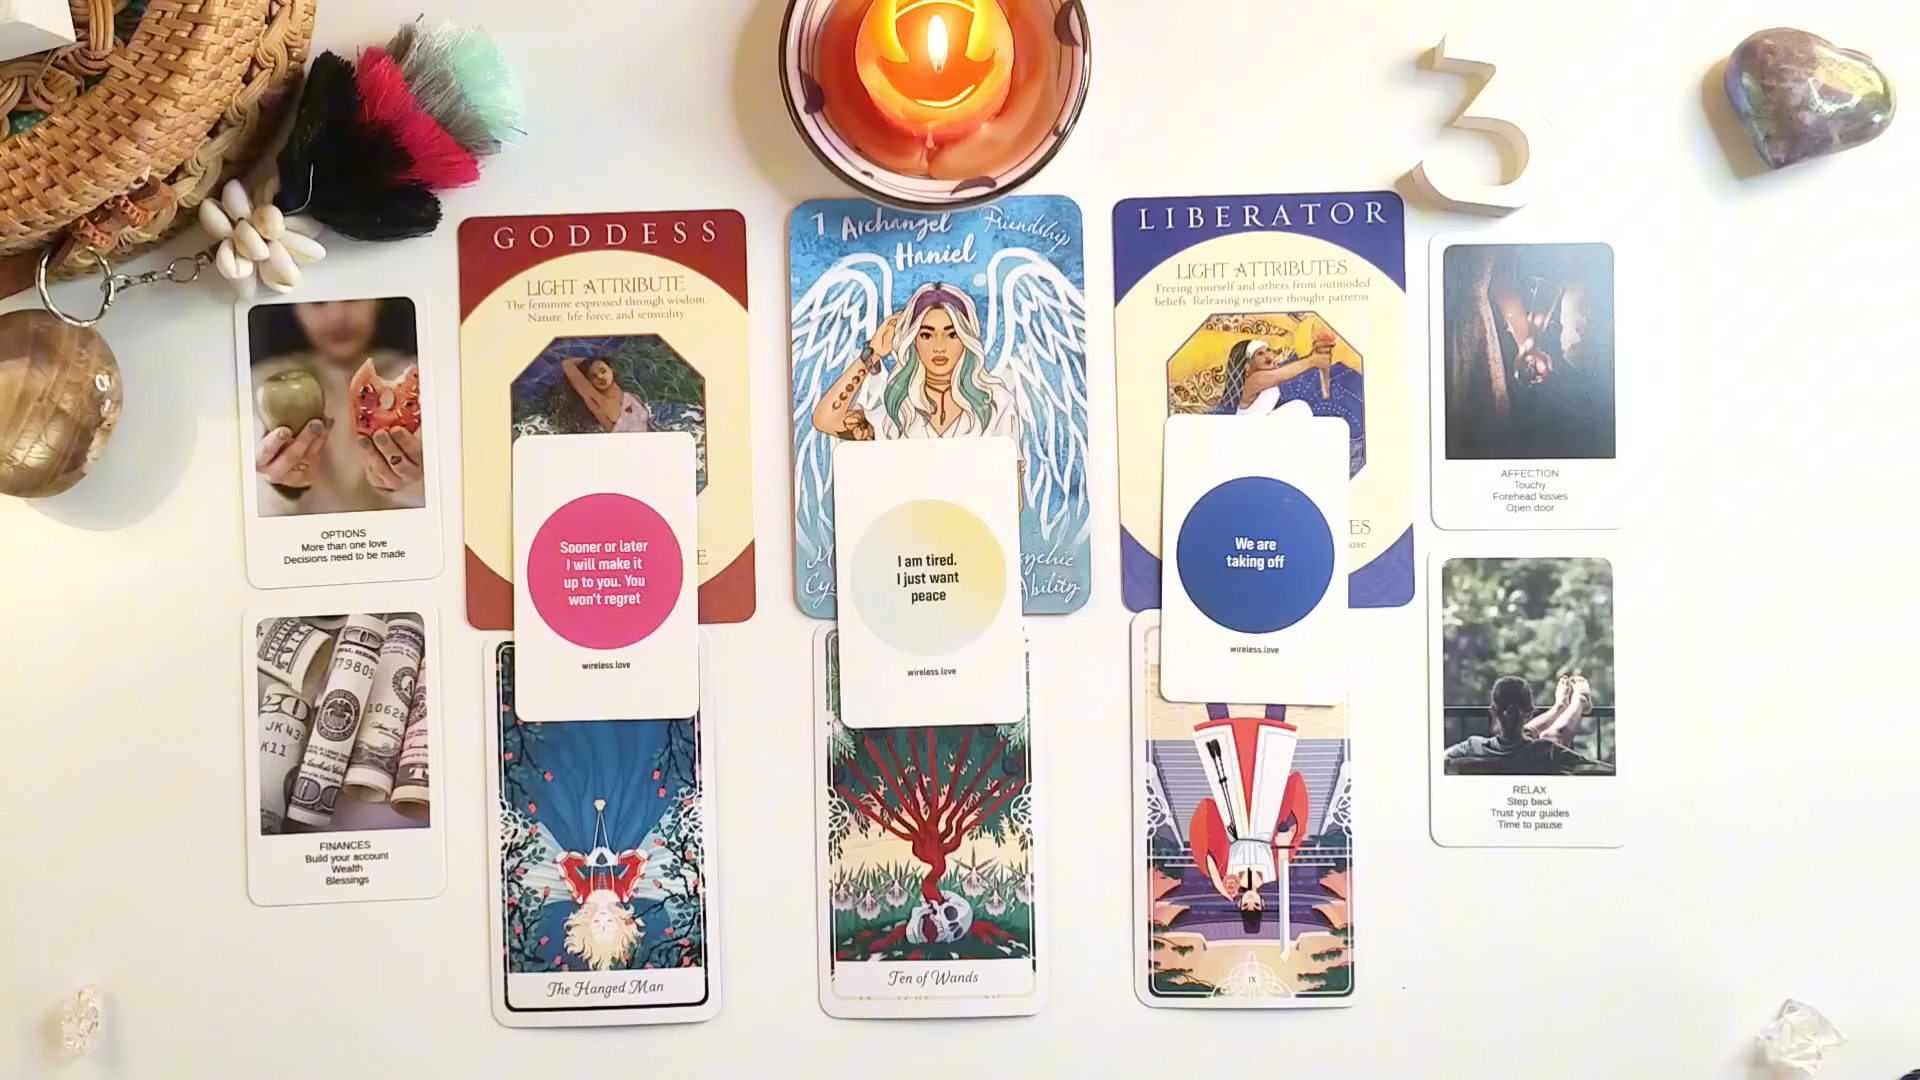 GODDESS
LIGHT ATTRIBUTE
The feminine expressed through wisdom.
Nature, life force, and sensuality
1 Archangel
Haniel
Friendship
LIBERATOR
LIGHT ATTRIBUTES
Freeing yourself and others from outmoded
beliefs. Releasing negative thought patterns
3
OPTIONS
More than one love
Decisions need to be made
Sooner or later
I will make it
up to you. You
won't regret
wireless.love
I am tired.
I just want
peace
wireless.love
We are
taking off
wireless.love
AFFECTION
Touchy
Forehead kisses
Open door
FINANCES
Build your account
Wealth
Blessings
RELAX
Step back
Trust your guides
Time to pause
The Hanged Man
Ten of Wands
IX